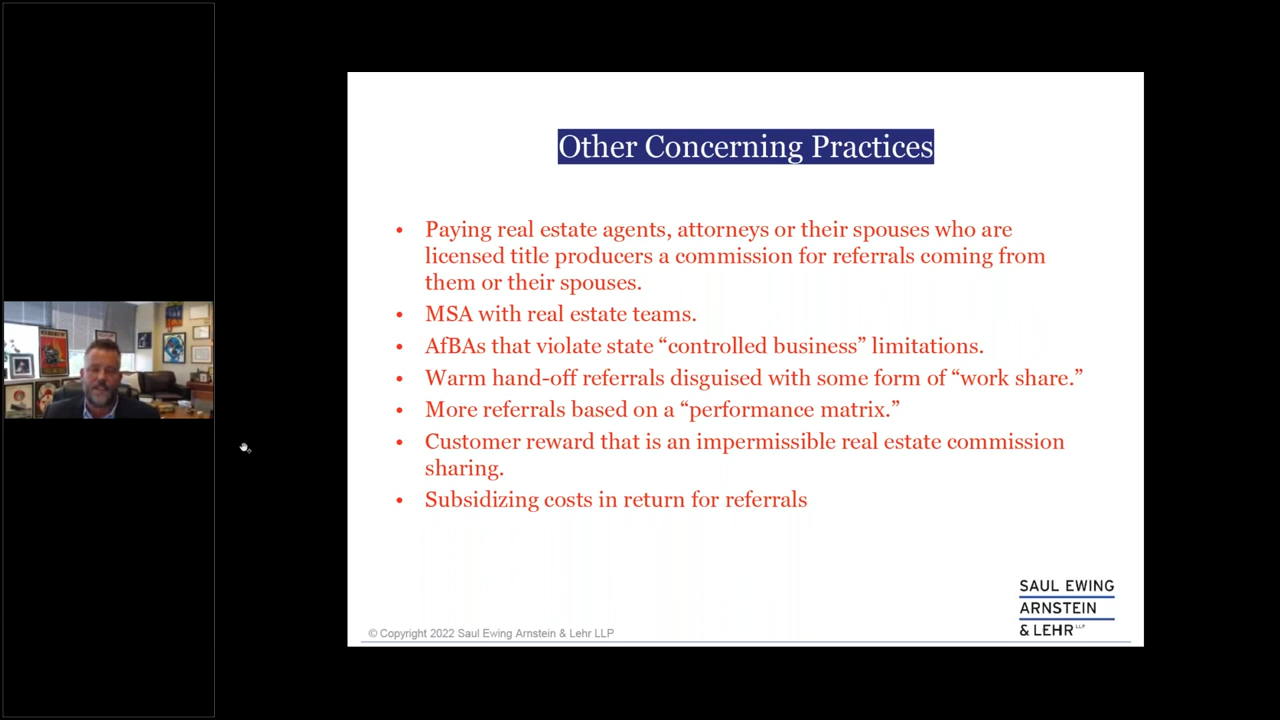 Other Concerning Practices
• Paying real estate agents, attorneys or their spouses who are
licensed title producers a commission for referrals coming from
them or their spouses.
• MSA with real estate teams.
• AfBAs that violate state “controlled business” limitations.
• Warm hand-off referrals disguised with some form of “work share.”
• More referrals based on a “performance matrix.”
• Customer reward that is an impermissible real estate commission
sharing.
• Subsidizing costs in return for referrals
SAUL EWING
ARNSTEIN
& LEHR LLP
© Copyright 2022 Saul Ewing Arnstein & Lehr LLP